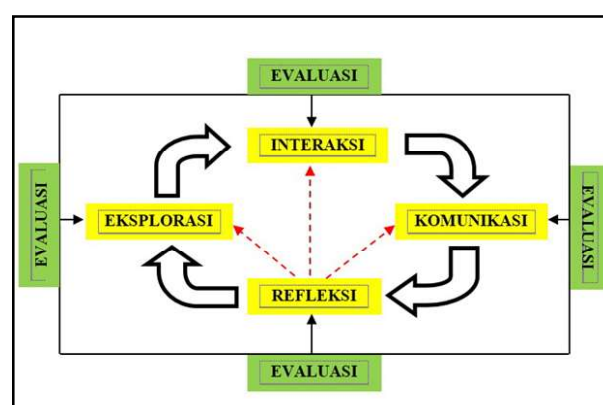 EVALUASI
INTERAKSI
EVALUASI
EKSPLORASI
KOMUNIKASI
EVALUASI
REFLEKSI
EVALUASI